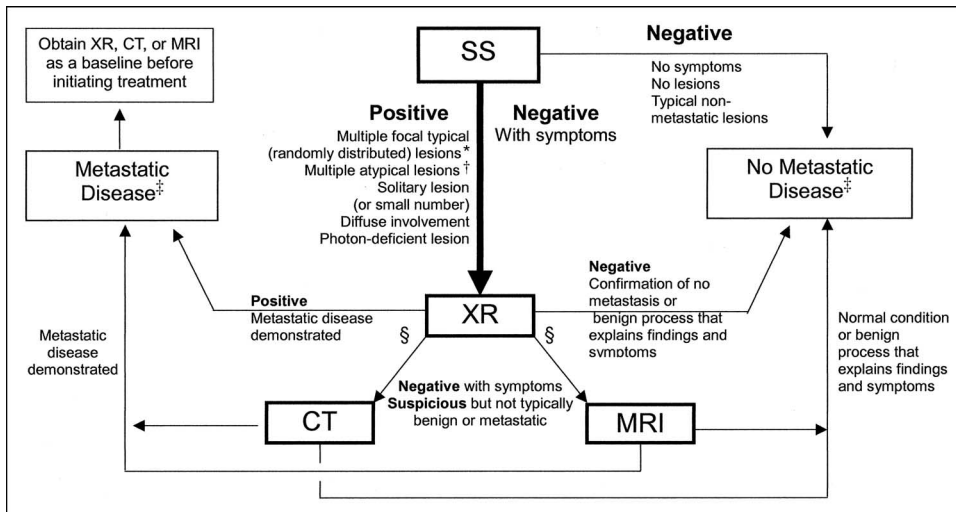 Obtain XR, CT, or MRI
as a baseline before
initiating treatment
SS
Negative
No symptoms
No lesions
Typical non-
metastatic lesions
Positive
Multiple focal typical
(randomly distributed) lesions*
Multiple atypical lesions†
Solitary lesion
(or small number)
Diffuse involvement
Photon-deficient lesion
Negative
With symptoms
Metastatic
Disease‡
No Metastatic
Disease‡
Positive
Metastatic disease
demonstrated
XR
Negative
Confirmation of no
metastasis or
benign process that
explains findings and
symptoms
§
§
Metastatic
disease
demonstrated
Normal condition
or benign
process that
explains findings
and symptoms
Negative with symptoms
Suspicious but not typically
benign or metastatic
CT
MRI